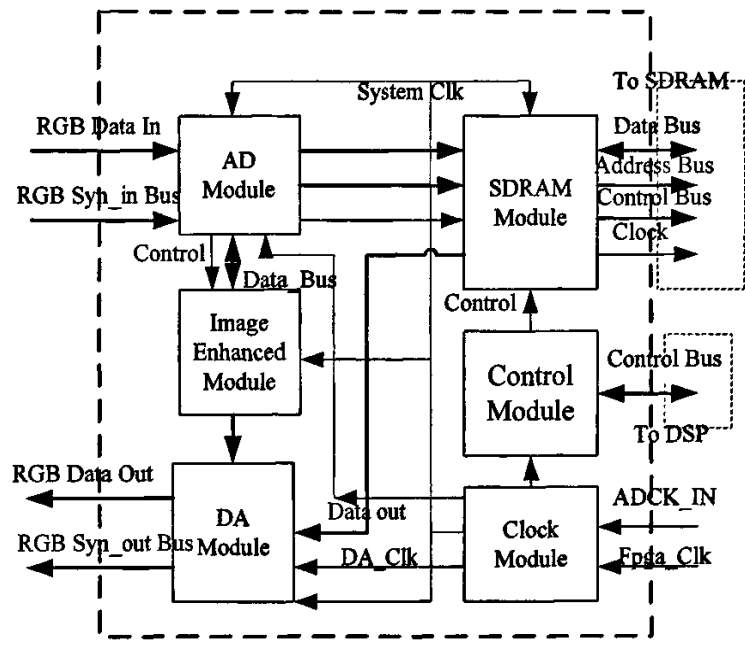 To SDRAM
System Clk
RGB Data In
AD
Module
SDRAM
Module
Data Bus
Address Bus
RGB Syn_in Bus
Control Bus
Clock
Control
Data_Bus
Control
Image
Enhanced
Module
Control
Module
Control Bus
To DSP
RGB Data Out
ADCK_IN
DA
Module
Data out
Clock
Module
RGB Syn_out Bus
DA_Clk
Fpga_Clk